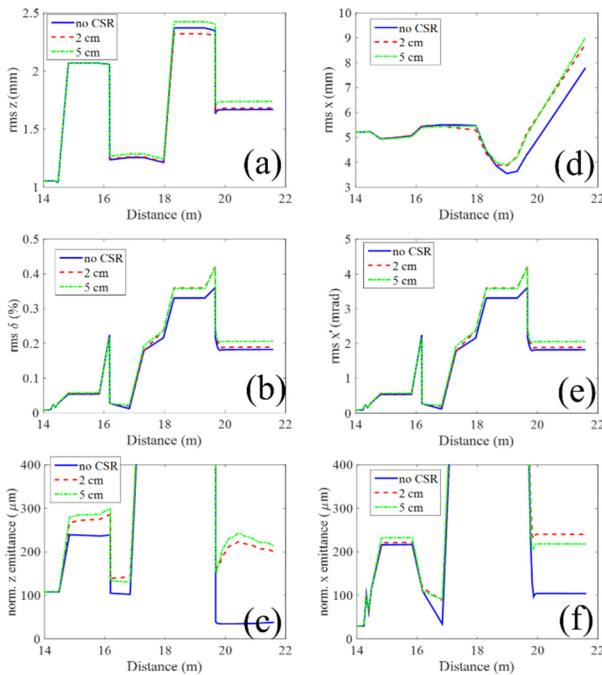 no CSR
2 cm
5 cm
2.5
2
1.5
1
rms z (mm)
(a)
14 16 18 20 22
Distance (m)
no CSR
2 cm
5 cm
10
9
8
7
6
5
4
3
rms x (mm)
(d)
14 16 18 20 22
Distance (m)
no CSR
2 cm
5 cm
0.5
0.4
0.3
0.2
0.1
0
rms δ (%)
(b)
14 16 18 20 22
Distance (m)
no CSR
2 cm
5 cm
5
4
3
2
1
0
rms x' (mrad)
(e)
14 16 18 20 22
Distance (m)
no CSR
2 cm
5 cm
400
300
200
100
0
norm. z emittance (μm)
(c)
14 16 18 20 22
Distance (m)
no CSR
2 cm
5 cm
400
300
200
100
0
norm. x emittance (μm)
(f)
14 16 18 20 22
Distance (m)